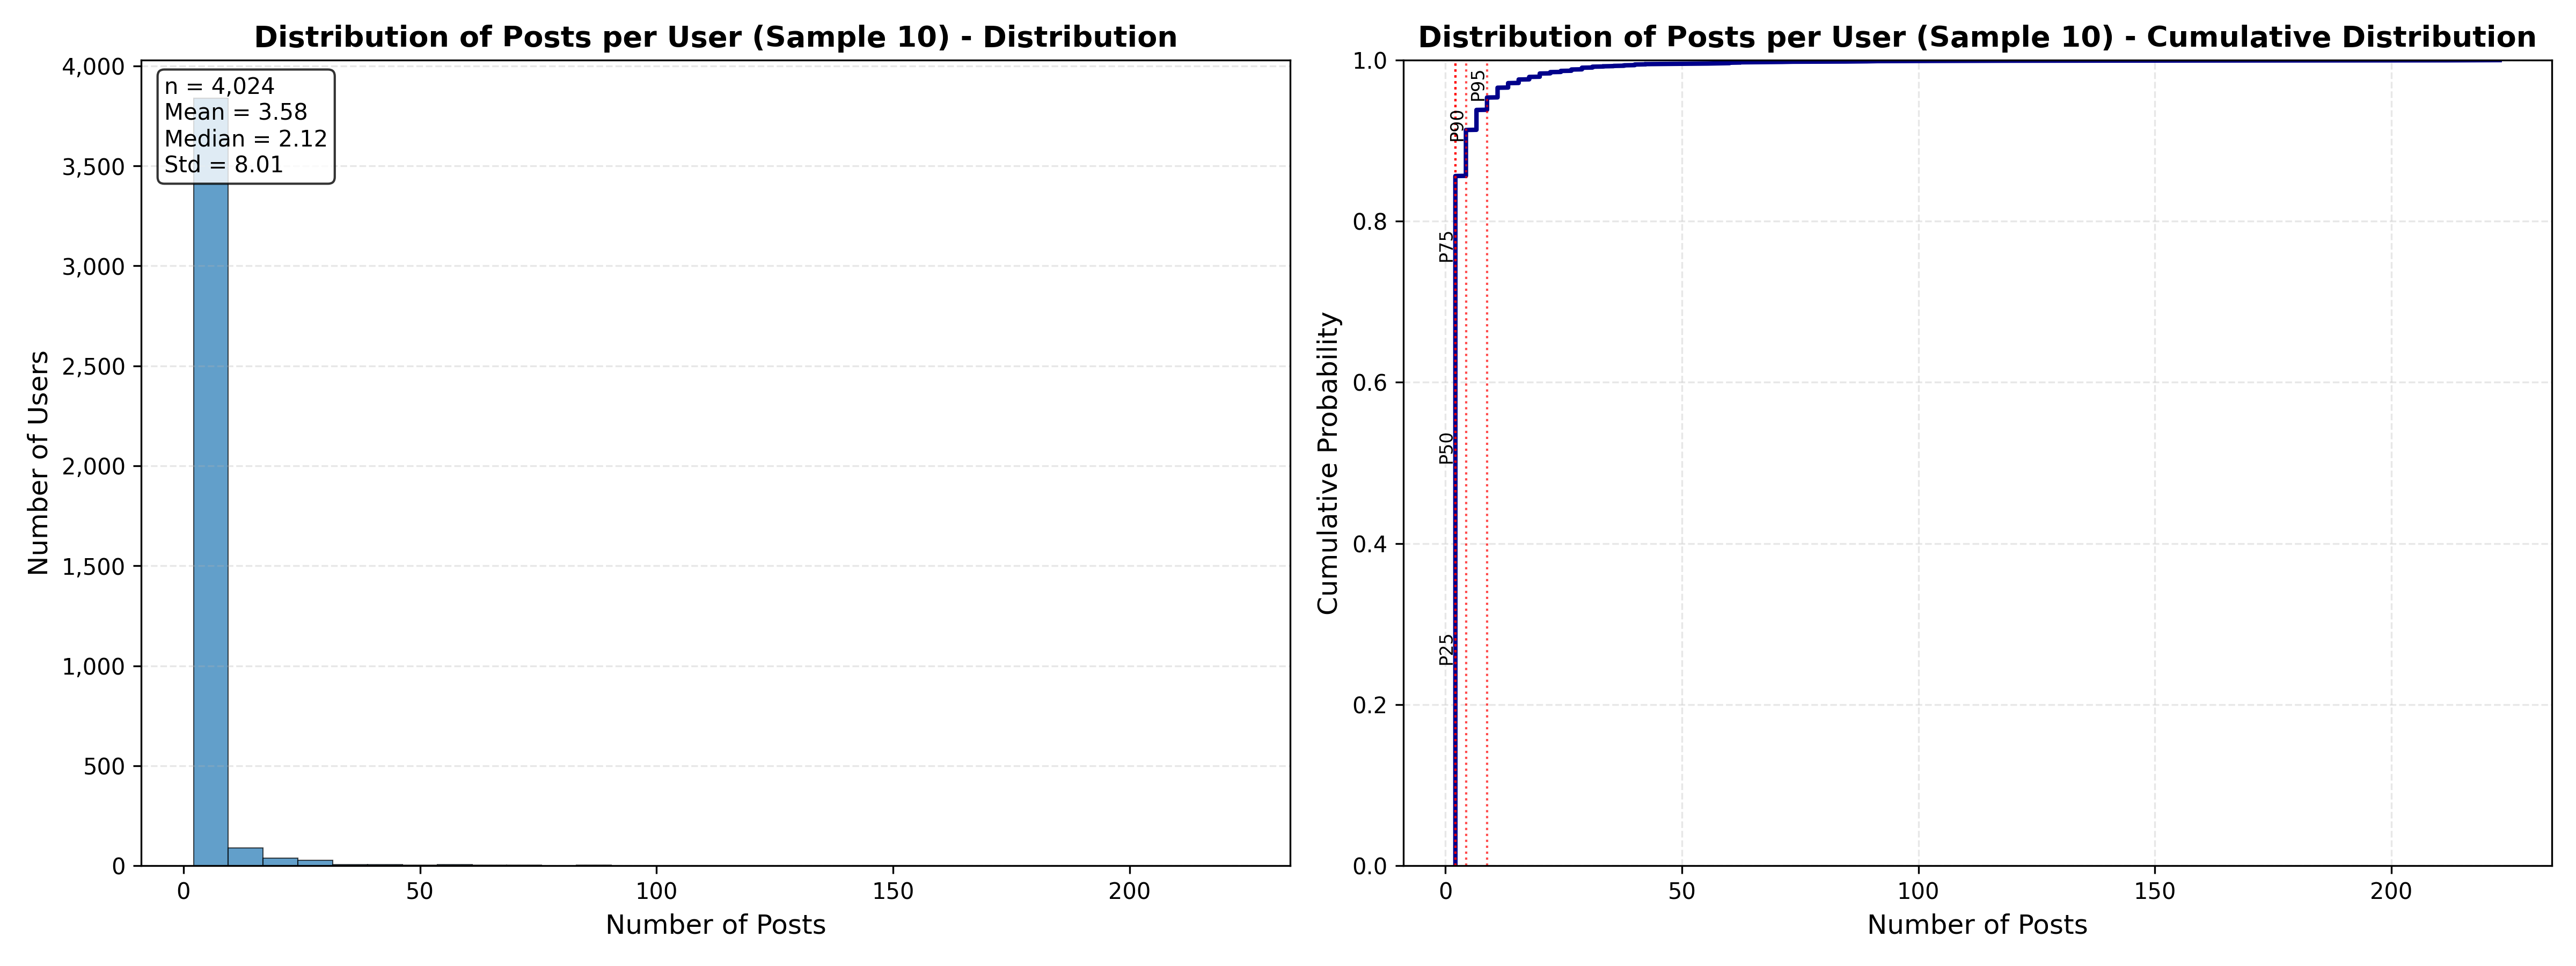 Distribution of Posts per User (Sample 10) - Distribution
n = 4,024
Mean = 3.58
Median = 2.12
Std = 8.01
Number of Users
4,000
3,500
3,000
2,500
2,000
1,500
1,000
500
0
0 50 100 150 200
Number of Posts
Distribution of Posts per User (Sample 10) - Cumulative Distribution
Cumulative Probability
1.0
0.8
0.6
0.4
0.2
0.0
P95
P90
P75
P50
P25
0 50 100 150 200
Number of Posts